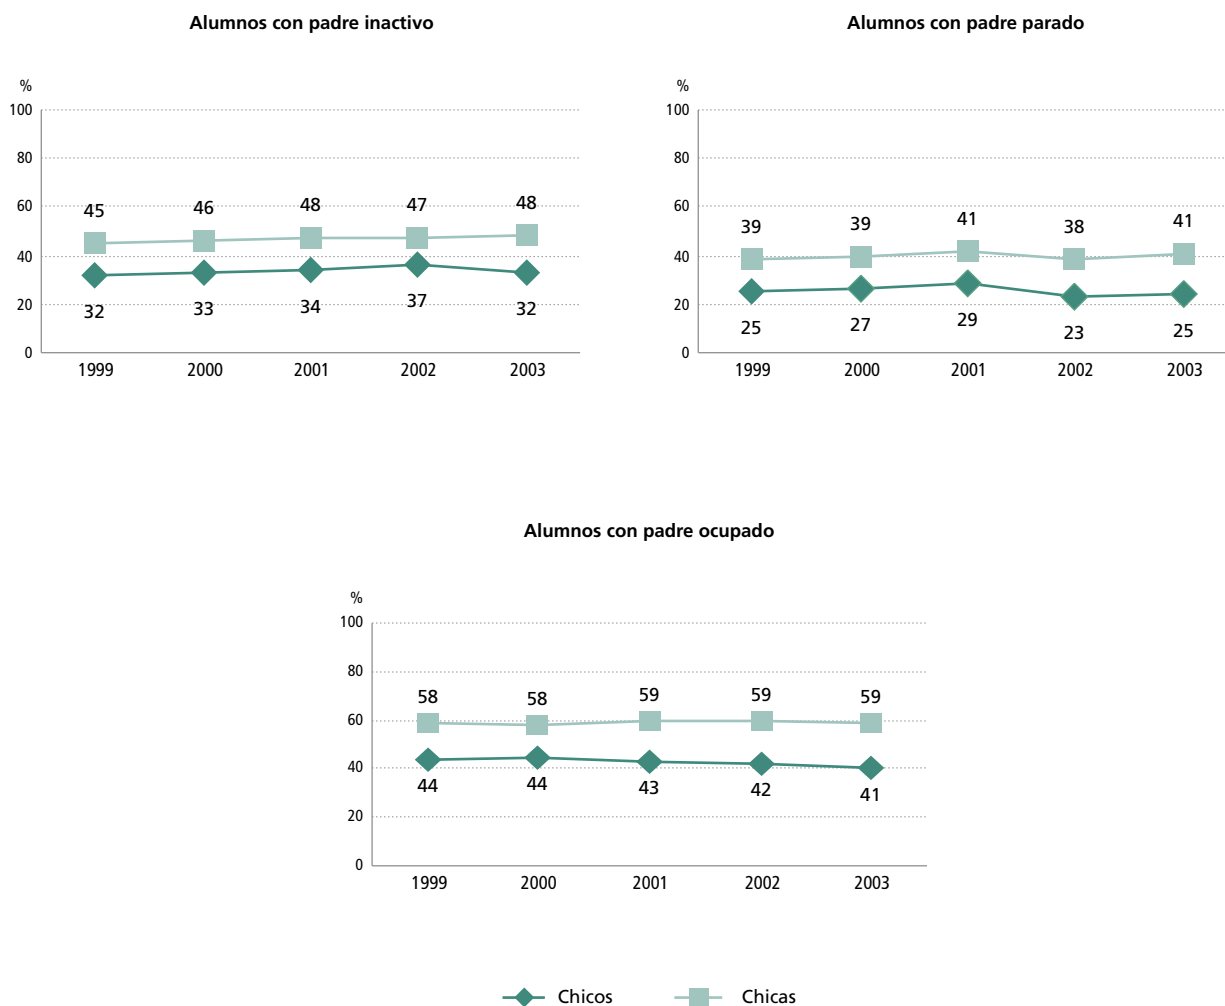 Alumnos con padre inactivo
%
100
80
60
40
20
0
45 46 48 47 48
32 33 34 37 32
1999 2000 2001 2002 2003
Alumnos con padre parado
%
100
80
60
40
20
0
39 39 41 38 41
25 27 29 23 25
1999 2000 2001 2002 2003
Alumnos con padre ocupado
%
100
80
60
40
20
0
58 58 59 59 59
44 44 43 42 41
1999 2000 2001 2002 2003
Chicos Chicas